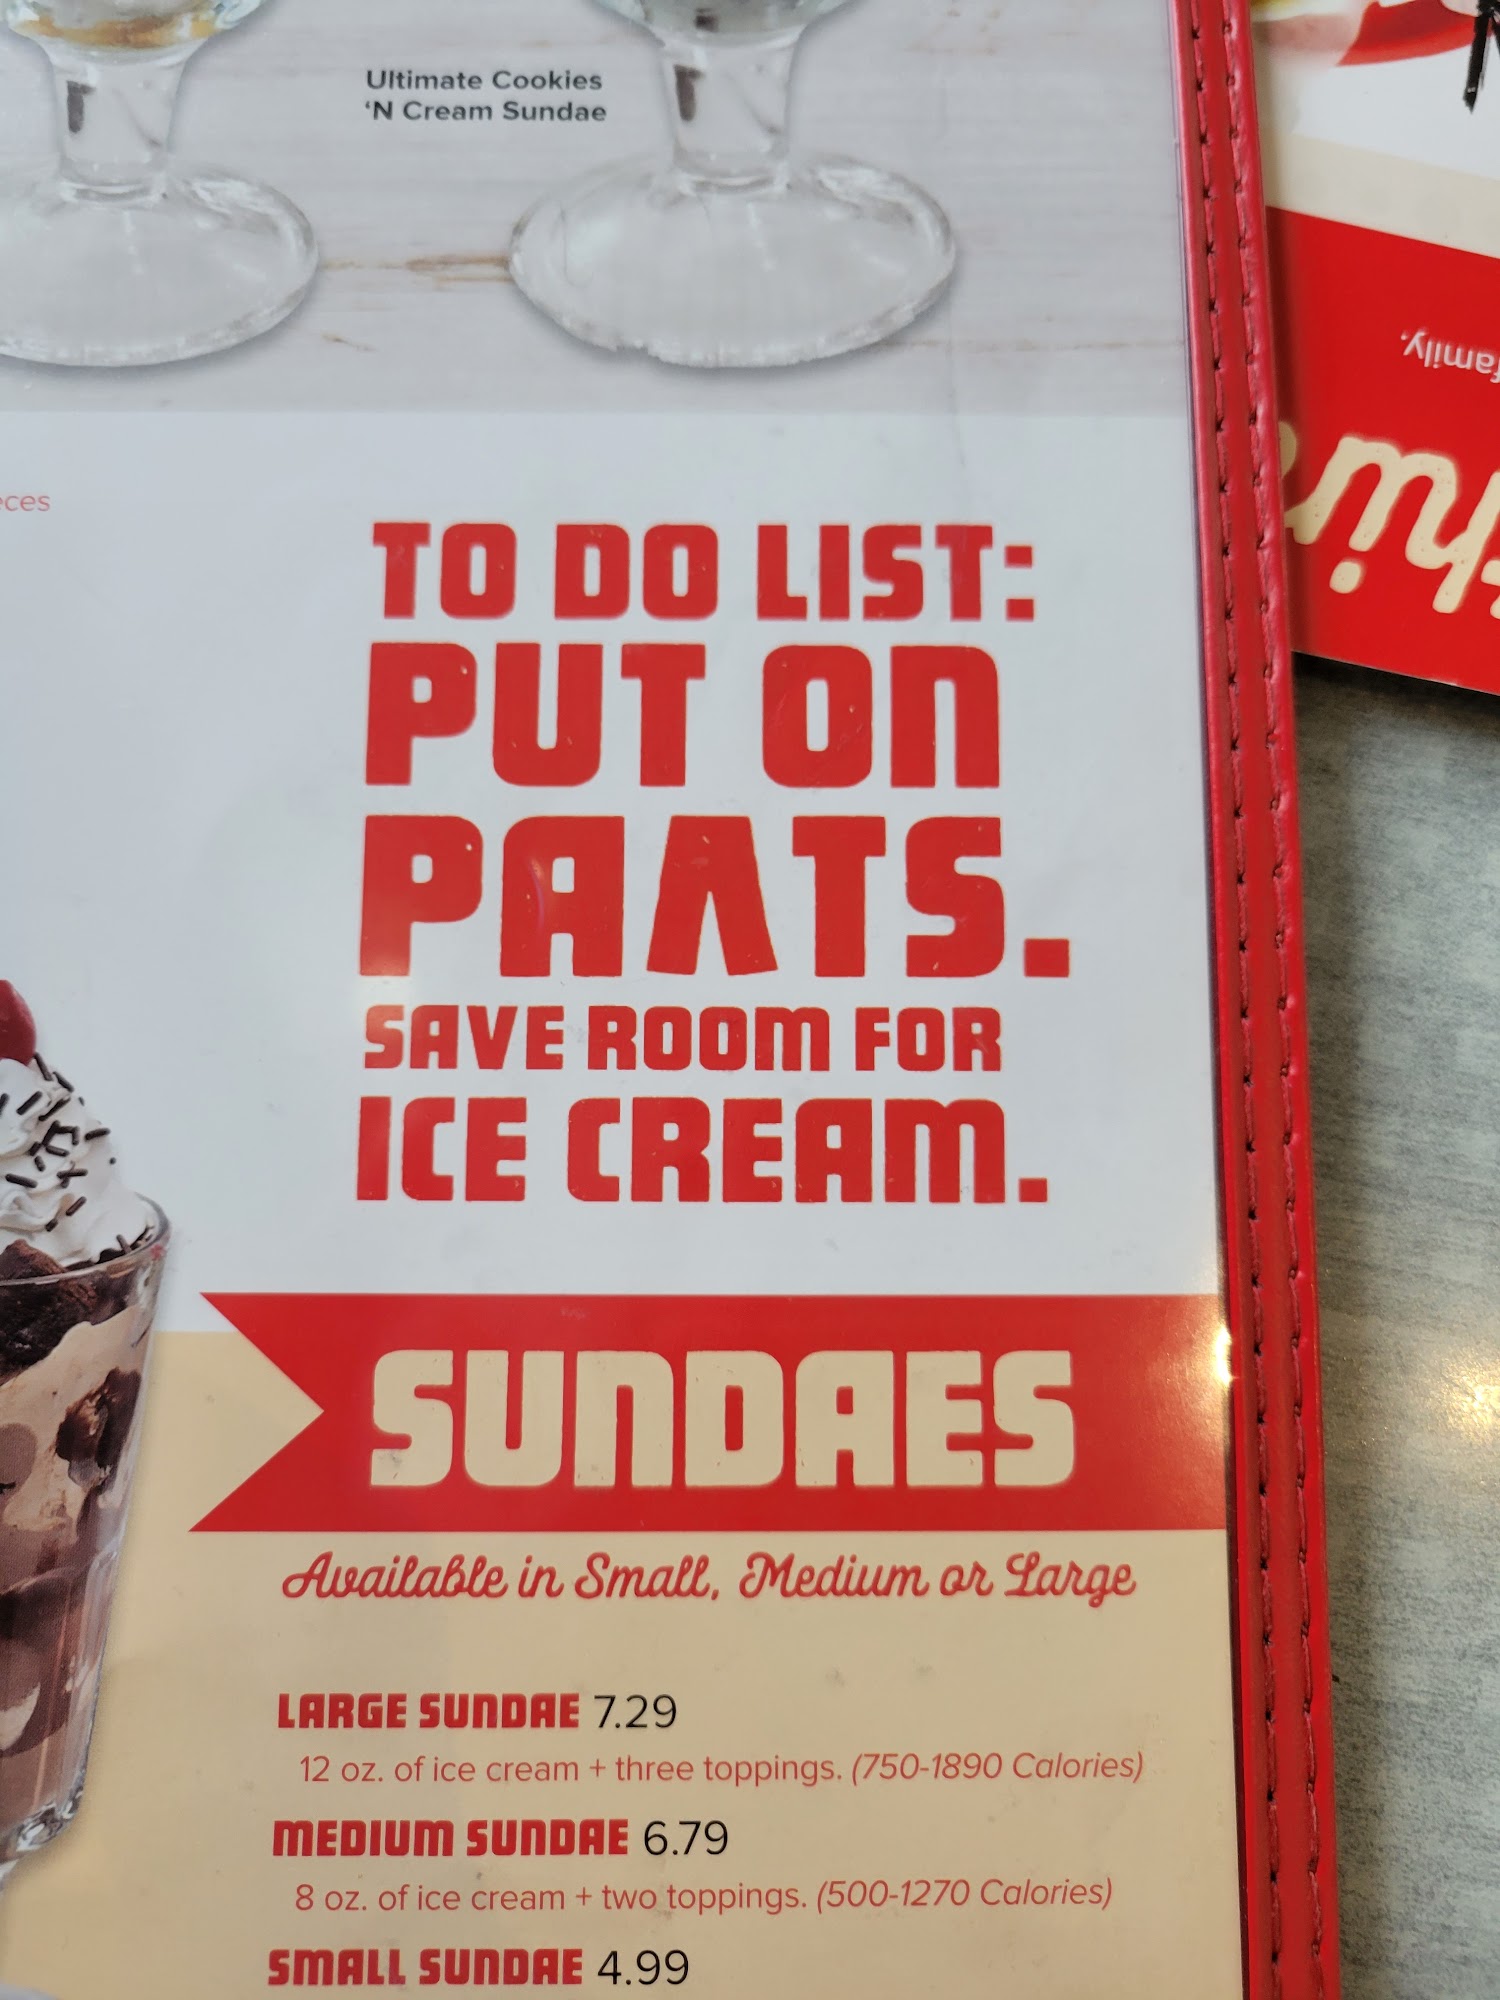 Ultimate Cookies
'N Cream Sundae
family.
TO DO LIST:
PUT ON
PANTS.
SAVE ROOM FOR
ICE CREAM.
SUNDAES
Available in Small, Medium or Large
LARGE SUNDAE 7.29
12 oz. of ice cream + three toppings. (750-1890 Calories)
MEDIUM SUNDAE 6.79
8 oz. of ice cream + two toppings. (500-1270 Calories)
SMALL SUNDAE 4.99